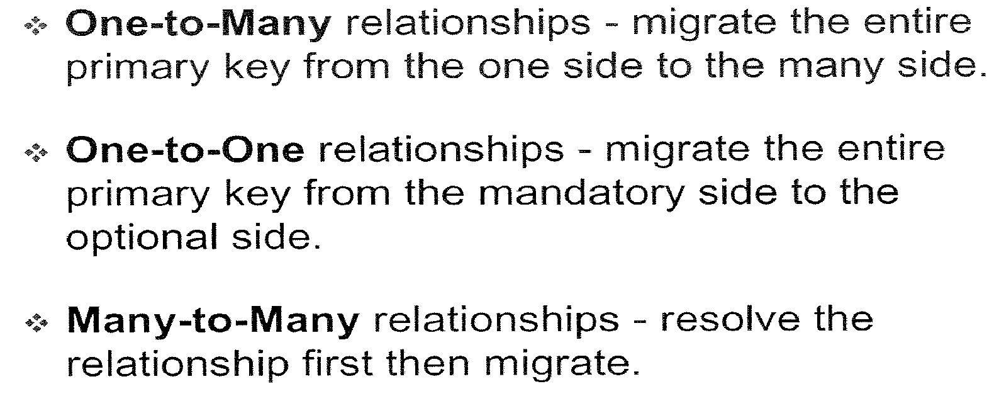 ❖ One-to-Many relationships - migrate the entire
primary key from the one side to the many side.
❖ One-to-One relationships - migrate the entire
primary key from the mandatory side to the
optional side.
❖ Many-to-Many relationships - resolve the
relationship first then migrate.